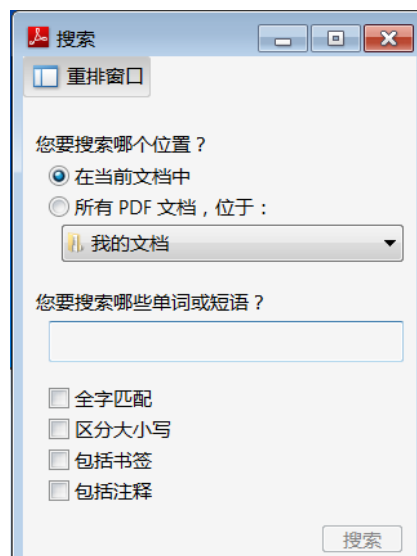 搜索
重排窗口
您要搜索哪个位置？
在当前文档中
所有 PDF 文档，位于：
我的文档
您要搜索哪些单词或短语？
全字匹配
区分大小写
包括书签
包括注释
搜索